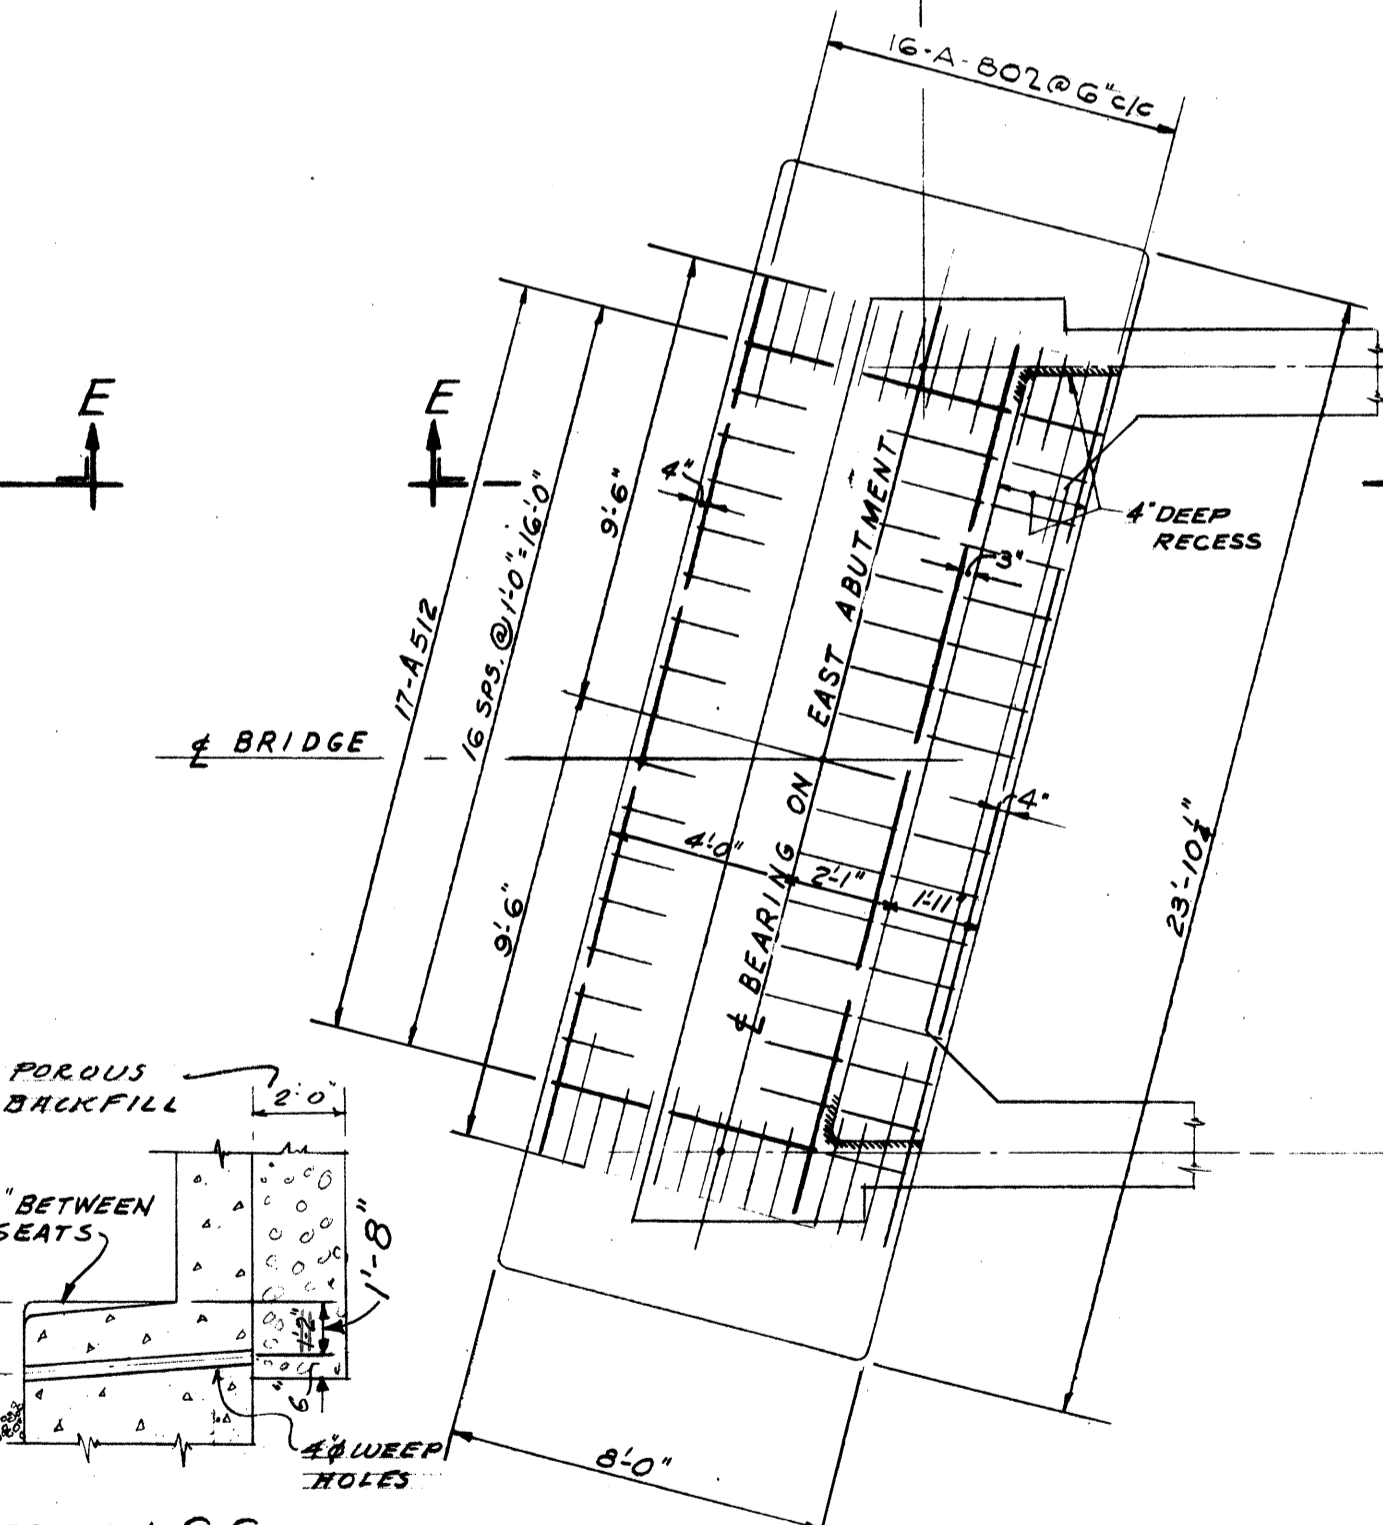 16-A-802 @ 6" c/c
E
E
4"
9'-6"
17-A512
16 SPS. @ 1'-0" = 16'-0"
℄ BRIDGE
4" DEEP
RECESS
3"
℄ BEARING ON EAST ABUTMENT
4"
4'-0"
2'-1"
1'-11"
9'-6"
23'-10¼"
POROUS
BACKFILL
2'-0"
" BETWEEN
SEATS
1'-2"
1'-8"
6"
4"ϕ WEEP
HOLES
8'-0"